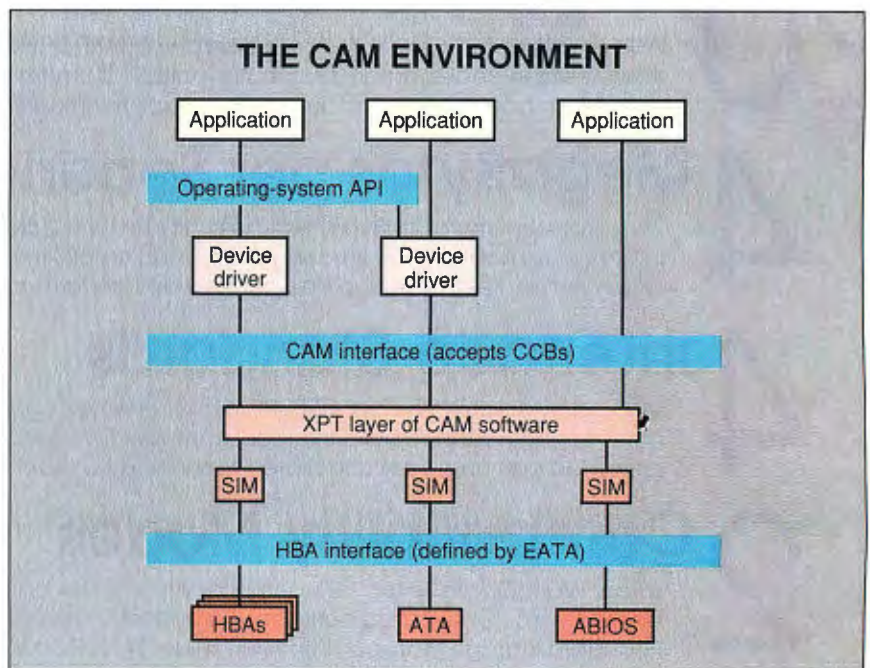 THE CAM ENVIRONMENT
Application
Application
Application
Operating-system API
Device
driver
Device
driver
CAM interface (accepts CCBs)
XPT layer of CAM software
SIM
SIM
SIM
HBA interface (defined by EATA)
HBAs
ATA
ABIOS